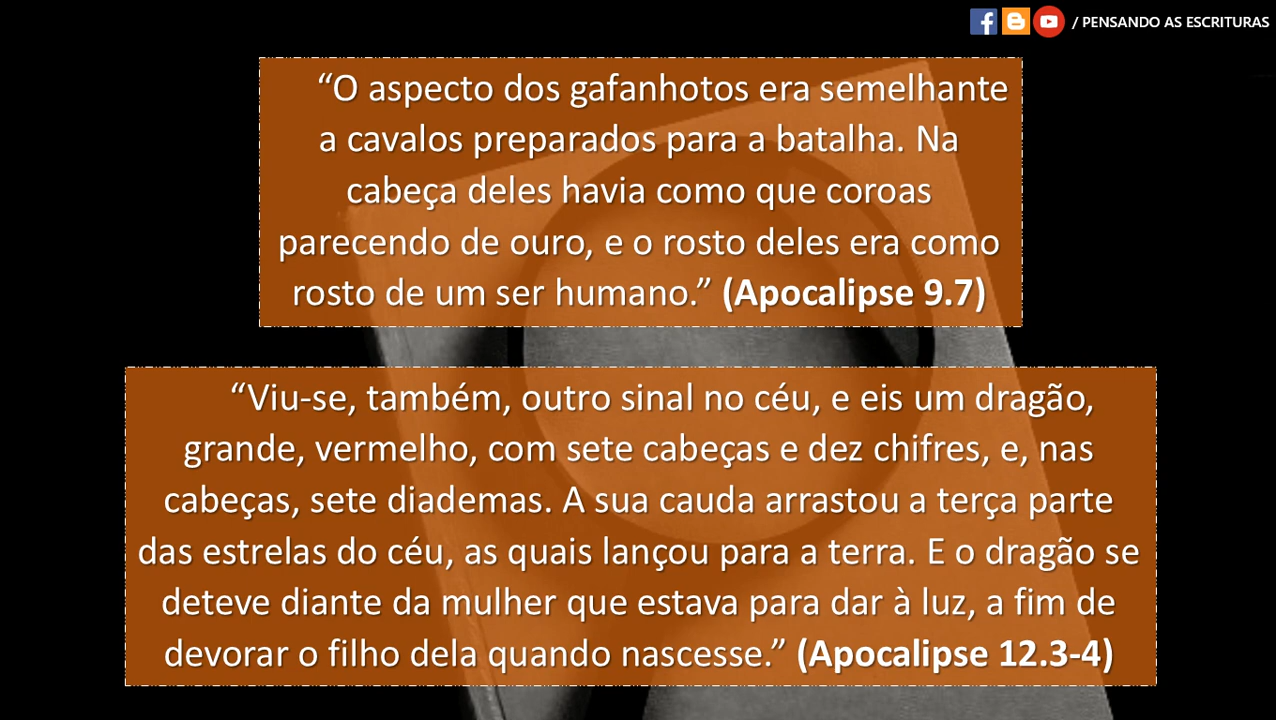 / PENSANDO AS ESCRITURAS
“O aspecto dos gafanhotos era semelhante
a cavalos preparados para a batalha. Na
cabeça deles havia como que coroas
parecendo de ouro, e o rosto deles era como
rosto de um ser humano.” (Apocalipse 9.7)
“Viu-se, também, outro sinal no céu, e eis um dragão,
grande, vermelho, com sete cabeças e dez chifres, e, nas
cabeças, sete diademas. A sua cauda arrastou a terça parte
das estrelas do céu, as quais lançou para a terra. E o dragão se
deteve diante da mulher que estava para dar à luz, a fim de
devorar o filho dela quando nascesse.” (Apocalipse 12.3-4)